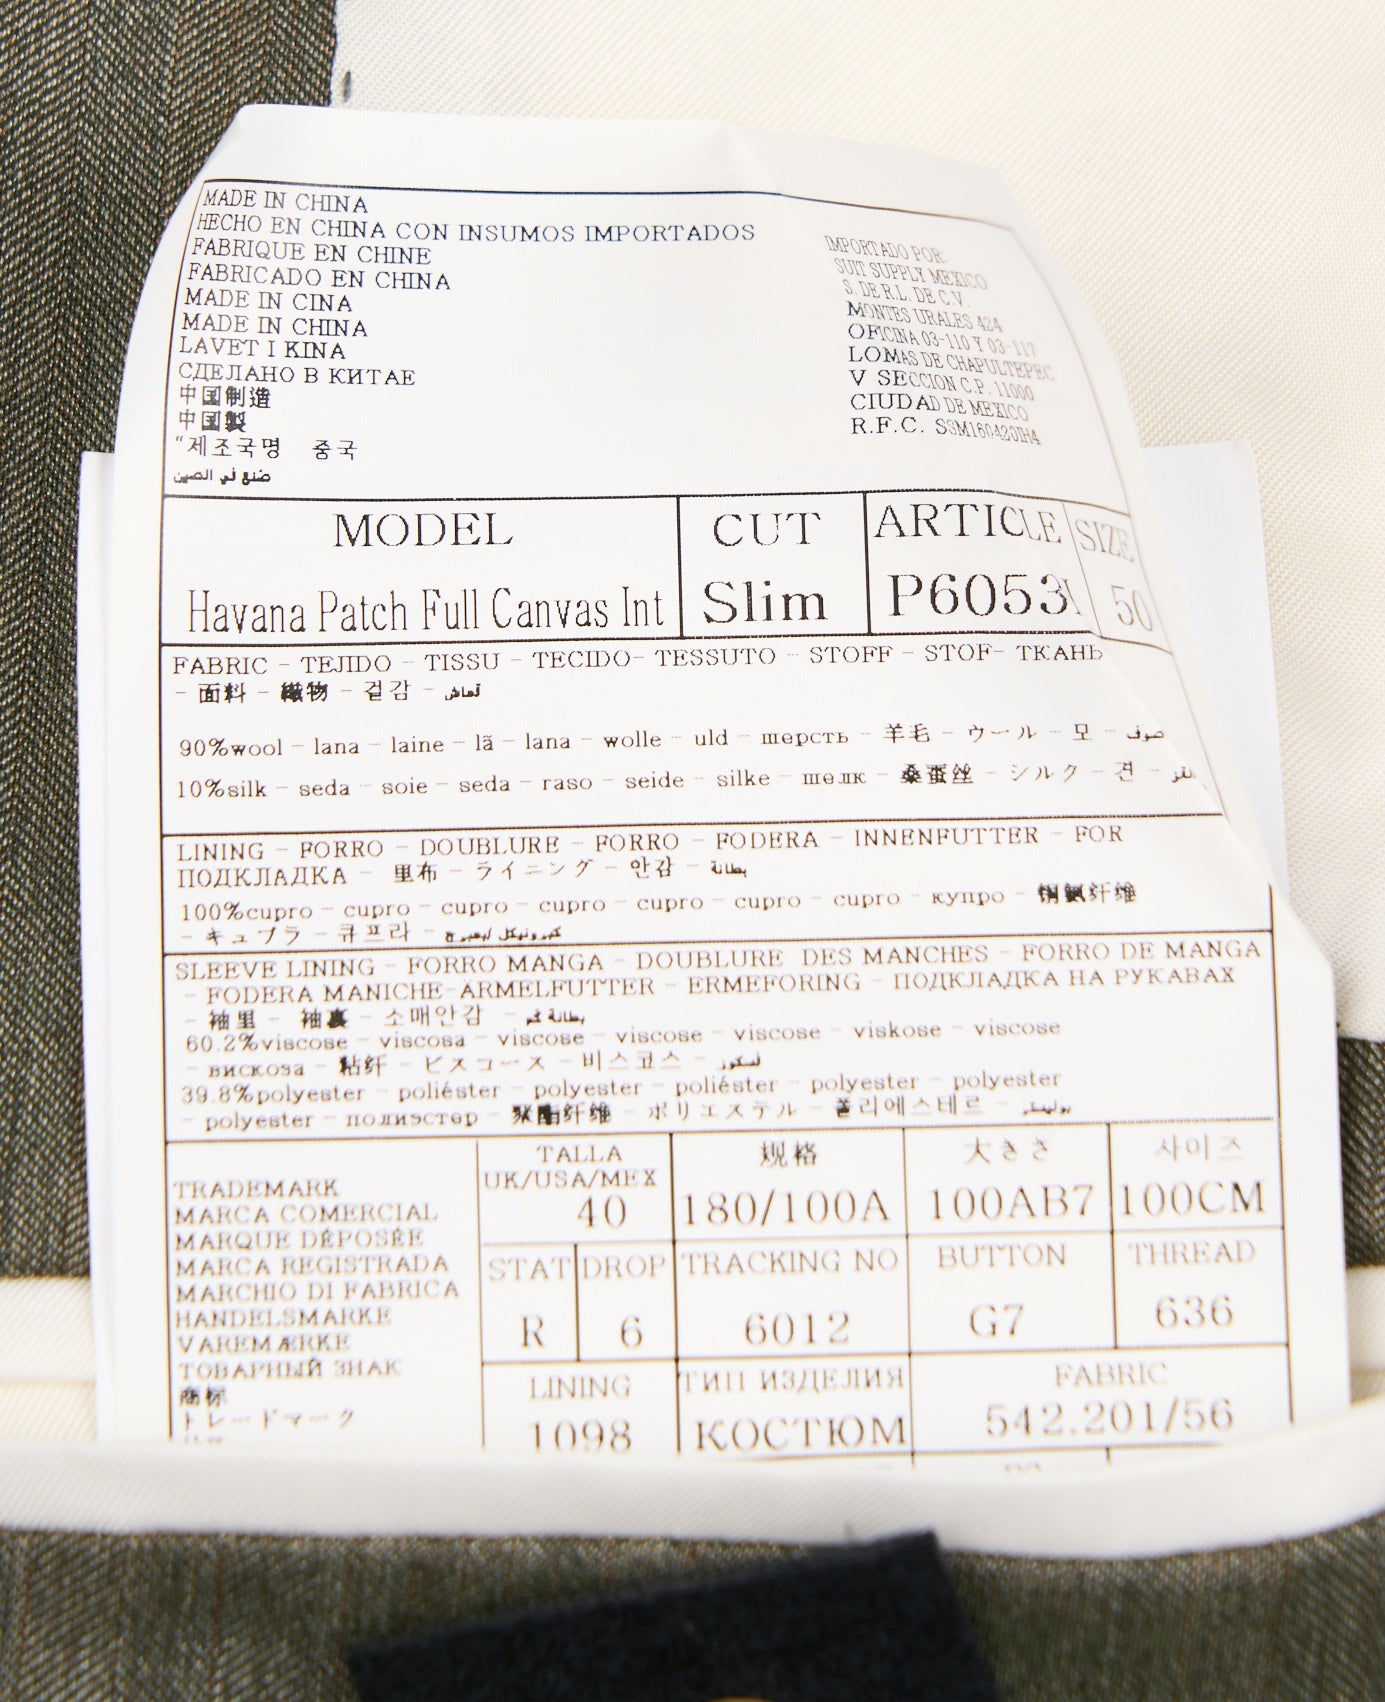 MADE IN CHINA
HECHO EN CHINA CON INSUMOS IMPORTADOS
FABRIQUE EN CHINE
FABRICADO EN CHINA
MADE IN CINA
MADE IN CHINA
LAVET I KINA
СДЕЛАНО В КИТАЕ
中国制造
中国製
“제조국명 중국
صنع في الصين
IMPORTADO POR:
SUIT SUPPLY MEXICO
S. DE R.L. DE C.V.
MONTES URALES 424
OFICINA 03-110 Y 03-117
LOMAS DE CHAPULTEPEC
V SECCION C.P. 11000
CIUDAD DE MEXICO
R.F.C. SSM160420IH4
MODEL CUT ARTICLE SIZE
Havana Patch Full Canvas Int Slim P6053 50
FABRIC - TEJIDO - TISSU - TECIDO- TESSUTO - STOFF - STOF- ТКАНЬ
- 面料 - 織物 - 겉감 - قماش
90%wool - lana - laine - lã - lana - wolle - uld - шерсть - 羊毛 - ウール - 모 - صوف
10%silk - seda - soie - seda - raso - seide - silke - шелк - 桑蚕丝 - シルク - 견 -
LINING - FORRO - DOUBLURE - FORRO - FODERA - INNENFUTTER - FOR
ПОДКЛАДКА - 里布 - ライニング - 안감 - بطانة
100%cupro - cupro - cupro - cupro - cupro - cupro - cupro - купро - 铜氨纤维
- キュプラ - 큐프라 -
SLEEVE LINING - FORRO MANGA - DOUBLURE DES MANCHES - FORRO DE MANGA
- FODERA MANICHE-ARMELFUTTER - ERMEFORING - ПОДКЛАДКА НА РУКАВАХ
- 袖里 - 袖裏 - 소매안감 - بطانة كم
60.2%viscose - viscosa - viscose - viscose - viscose - viskose - viscose
- вискоза - 粘纤 - ビスコース - 비스코스 -
39.8%polyester - poliéster - polyester - poliéster - polyester - polyester
- polyester - полиэстер - 聚酯纤维 - ポリエステル - 폴리에스테르 - بوليستر
TRADEMARK
MARCA COMERCIAL
MARQUE DÉPOSÉE
MARCA REGISTRADA
MARCHIO DI FABRICA
HANDELSMARKE
VAREMÆRKE
ТОВАРНЫЙ ЗНАК
商标
トレードマーク
TALLA 规格 大きさ 사이즈
UK/USA/MEX
40 180/100A 100AB7 100CM
STAT DROP TRACKING NO BUTTON THREAD
R 6 6012 G7 636
LINING ТИП ИЗДЕЛИЯ FABRIC
1098 КОСТЮМ 542.201/56